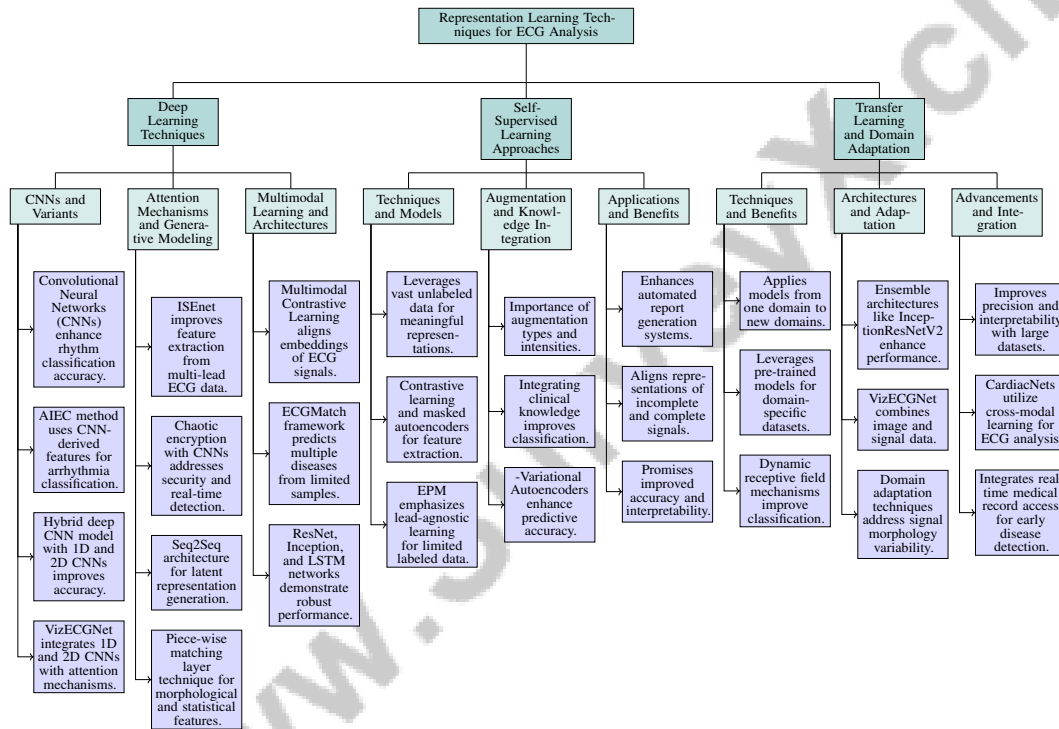 Representation Learning Tech-
niques for ECG Analysis
Deep
Learning
Techniques
Self-
Supervised
Learning
Approaches
Transfer
Learning
and Domain
Adaptation
CNNs and
Variants
Attention
Mechanisms
and Genera-
tive Modeling
Multimodal
Learning and
Architectures
Techniques
and Models
Augmentation
and Knowl-
edge Inte-
gration
Applications
and Benefits
Techniques
and Benefits
Architectures
and Adap-
tation
Advancements
and Inte-
gration
Convolutional
Neural
Networks
(CNNs)
enhance
rhythm
classification
accuracy.
AIEC method
uses CNN-
derived
features for
arrhythmia
classification.
Hybrid deep
CNN model
with 1D and
2D CNNs
improves
accuracy.
VizECGNet
integrates 1D
and 2D CNNs
with attention
mechanisms.
ISEnet
improves
feature
extraction
from
multi-lead
ECG data.
Chaotic
encryption
with CNNs
addresses
security and
real-time
detection.
Seq2Seq
architecture
for latent
representation
generation.
Piece-wise
matching
layer
technique for
morphological
and statistical
features.
Multimodal
Contrastive
Learning
aligns
embeddings
of ECG
signals.
ECGMatch
framework
predicts
multiple
diseases
from limited
samples.
ResNet,
Inception,
and LSTM
networks
demonstrate
robust
performance.
Leverages
vast unlabeled
data for
meaningful
represen-
tations.
Contrastive
learning
and masked
autoencoders
for feature
extraction.
EPM
emphasizes
lead-agnostic
learning
for limited
labeled data.
Importance of
augmentation
types and
intensities.
Integrating
clinical
knowledge
improves
classification.
-Variational
Autoencoders
enhance
predictive
accuracy.
Enhances
automated
report
generation
systems.
Aligns repre-
sentations of
incomplete
and complete
signals.
Promises
improved
accuracy and
interpretability.
Applies
models from
one domain to
new domains.
Leverages
pre-trained
models for
domain-
specific
datasets.
Dynamic
receptive field
mechanisms
improve
classification.
Ensemble
architectures
like Incep-
tionResNetV2
enhance
performance.
VizECGNet
combines
image and
signal data.
Domain
adaptation
techniques
address signal
morphology
variability.
Improves
precision and
interpretability
with large
datasets.
CardiacNets
utilize
cross-modal
learning for
ECG analysis.
Integrates real-
time medical
record access
for early
disease
detection.